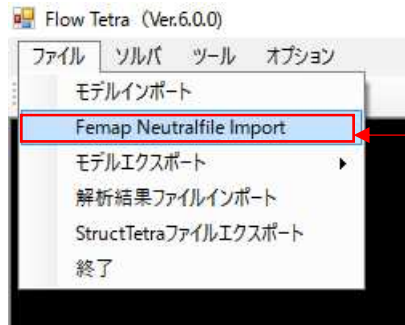 Flow Tetra（Ver.6.0.0)
ファイル ソルバ ツール オプション
モデルインポート
Femap Neutralfile Import
モデルエクスポート
解析結果ファイルインポート
StructTetraファイルエクスポート
終了